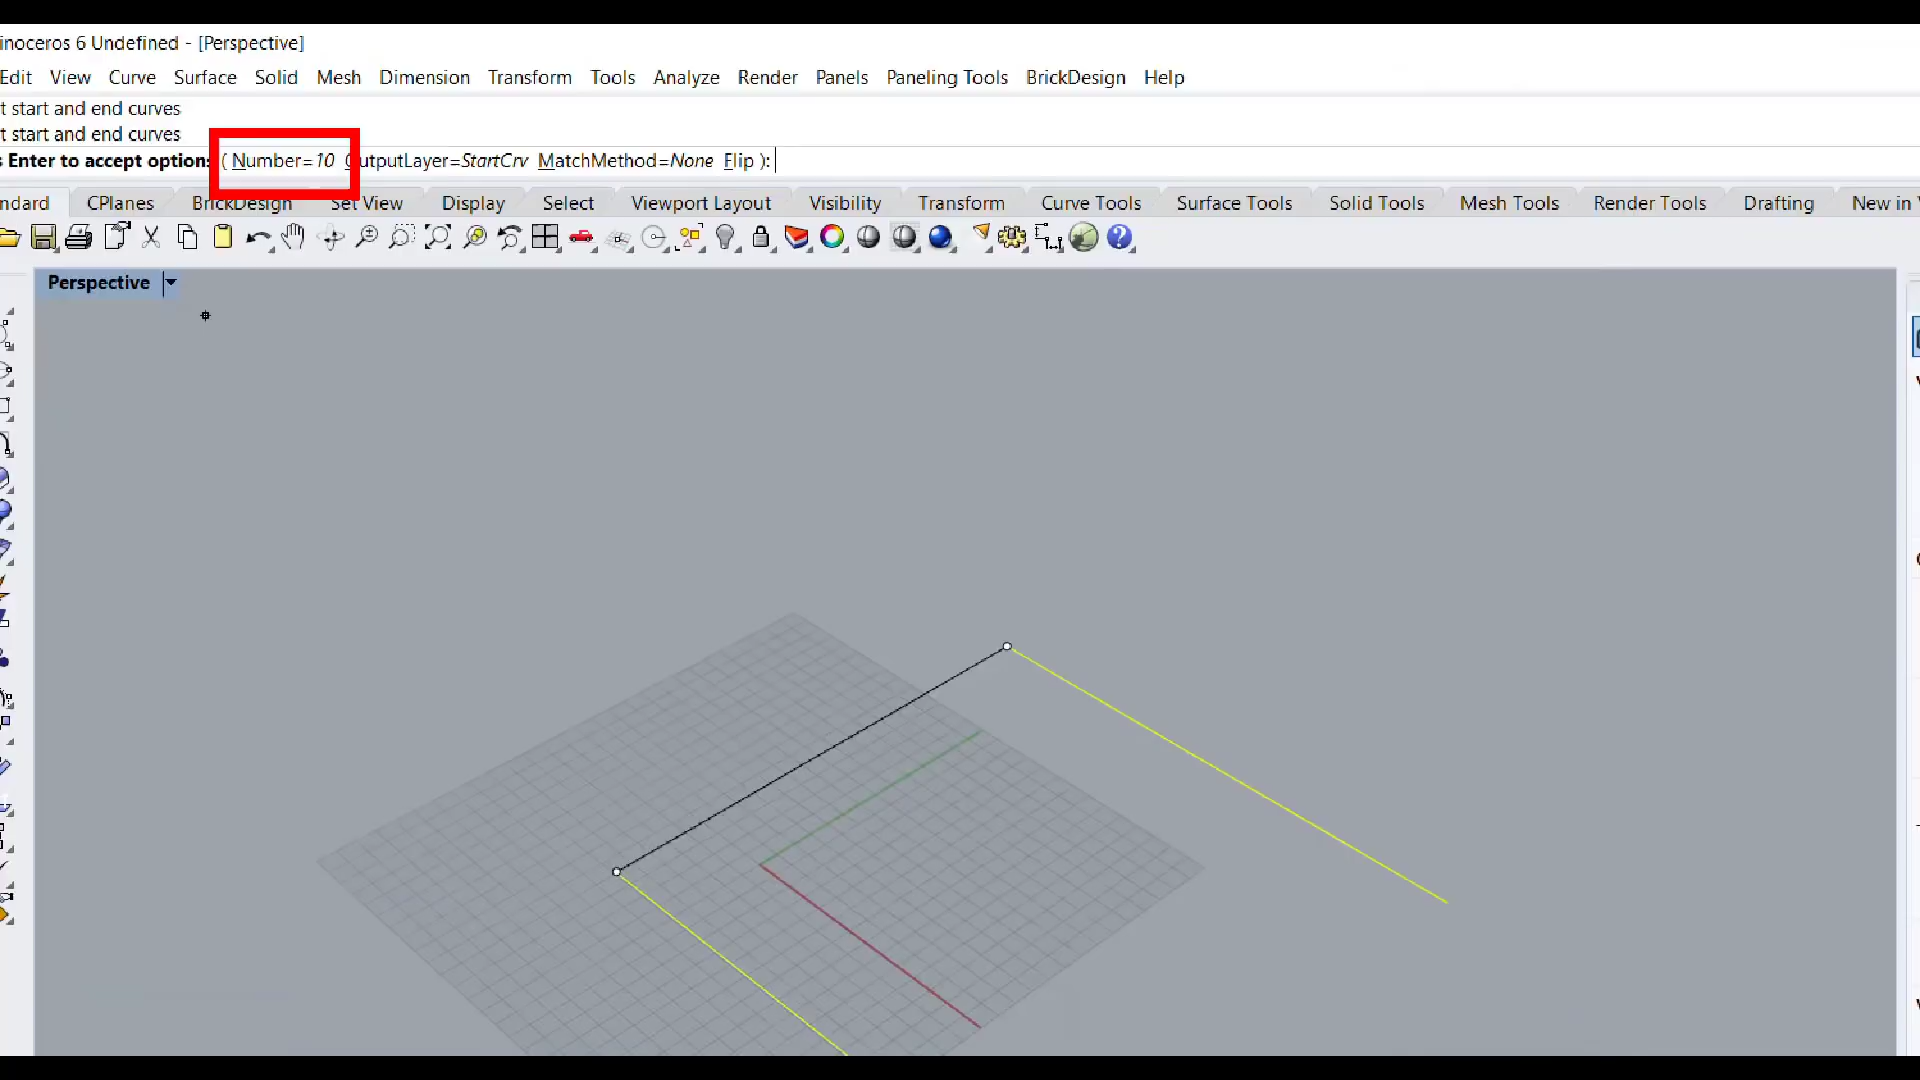 inoceros 6 Undefined - [Perspective]
Edit View Curve Surface Solid Mesh Dimension Transform Tools Analyze Render Panels Paneling Tools BrickDesign Help
t start and end curves
t start and end curves
s Enter to accept options ( Number=10 OutputLayer=StartCrv MatchMethod=None Flip ):
ndard CPlanes BrickDesign Set View Display Select Viewport Layout Visibility Transform Curve Tools Surface Tools Solid Tools Mesh Tools Render Tools Drafting New in
Perspective